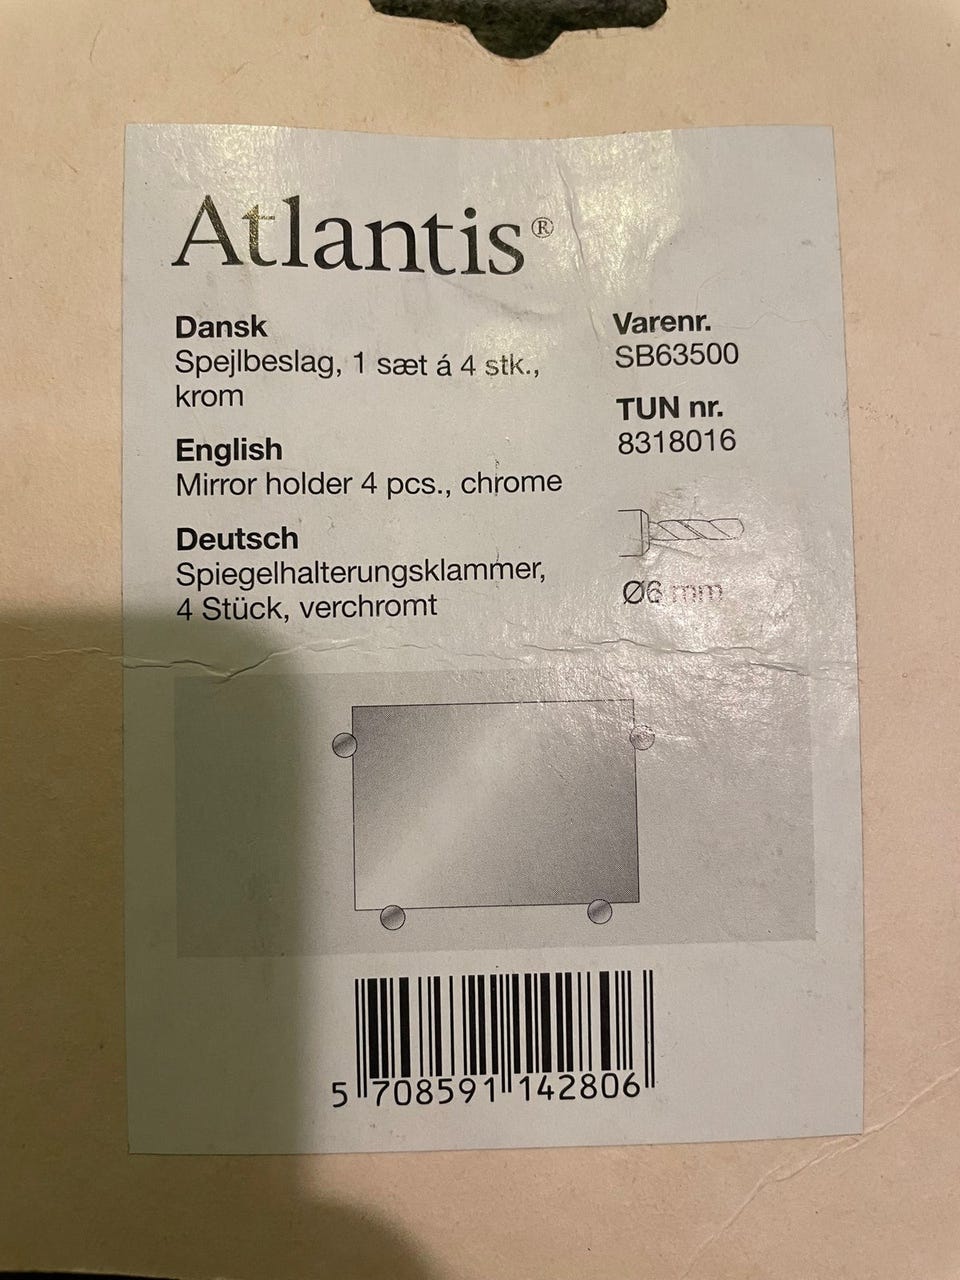 Atlantis®
Dansk
Spejlbeslag, 1 sæt á 4 stk.,
krom
English
Mirror holder 4 pcs., chrome
Deutsch
Spiegelhalterungsklammer,
4 Stück, verchromt
Varenr.
SB63500
TUN nr.
8318016
Ø6 mm
5 708591 142806